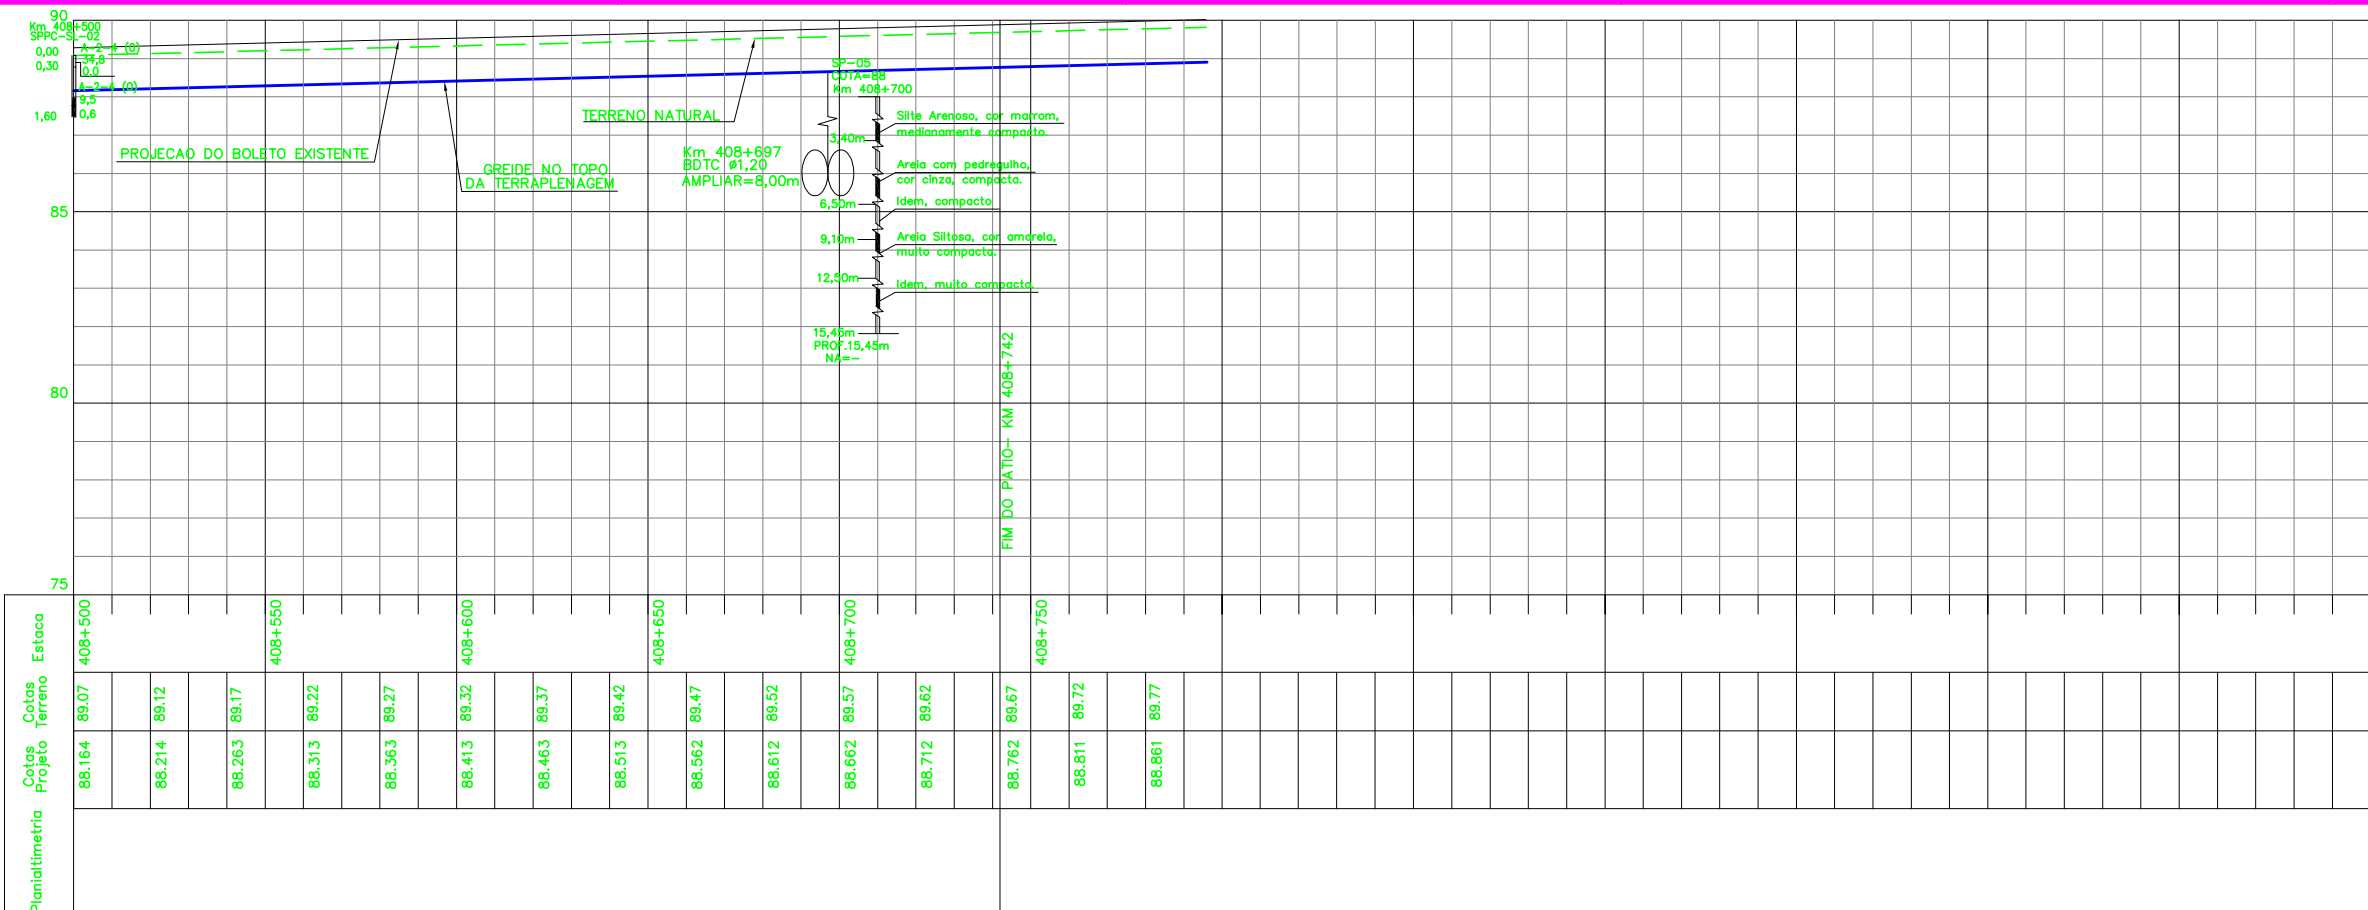 90
Km 408+500
SPPC-SL-02
0,00
A-2-4 (0)
34,8
0,30
0,0
A-2-4 (0)
9,5
1,60
0,6
PROJECAO DO BOLETO EXISTENTE
GREIDE NO TOPO
DA TERRAPLENAGEM
TERRENO NATURAL
Km 408+697
BDTC ø1,20
AMPLIAR=8,00m
SP-05
COTA=88
Km 408+700
Silte Arenoso, cor marrom,
medianamente compacto.
3,40m
Areia com pedregulho,
cor cinza, compacta.
6,50m
Idem, compacto
9,10m
Areia Siltosa, cor amarela,
muito compacta.
12,50m
Idem, muito compacta
15,45m
PROF.15,45m
NA=-
FIM DO PATIO- KM 408+742
85
80
75
Estaca
408+500
408+550
408+600
408+650
408+700
408+750
Cotas
Terreno
89.07
89.12
89.17
89.22
89.27
89.32
89.37
89.42
89.47
89.52
89.57
89.62
89.67
89.72
89.77
Cotas
Projeto
88.164
88.214
88.263
88.313
88.363
88.413
88.463
88.513
88.562
88.612
88.662
88.712
88.762
88.811
88.861
Planialtimetria